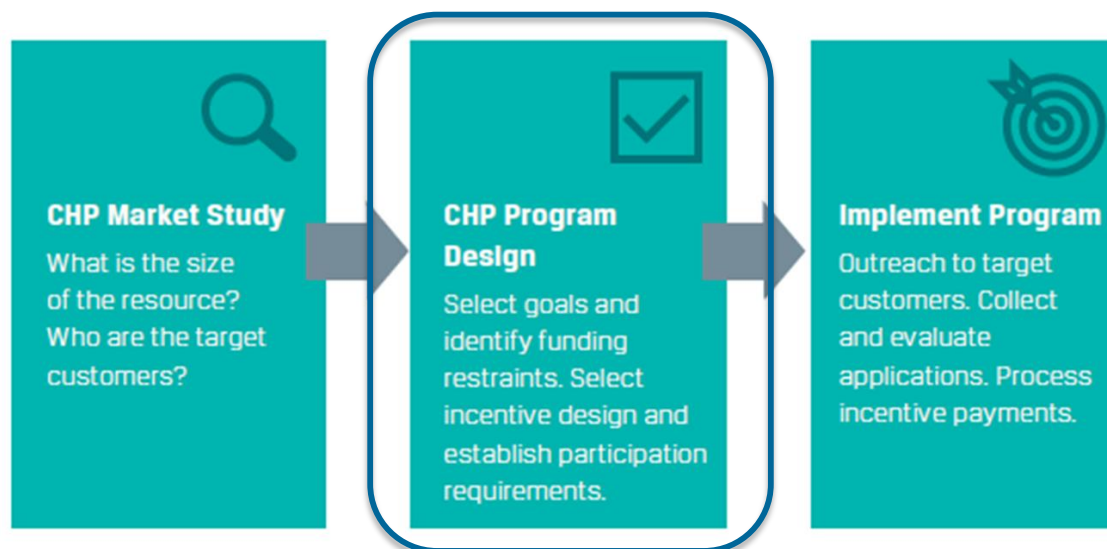 CHP Market Study
What is the size
of the resource?
Who are the target
customers?
CHP Program
Design
Select goals and
identify funding
restraints. Select
incentive design and
establish participation
requirements.
Implement Program
Outreach to target
customers. Collect
and evaluate
applications. Process
incentive payments.